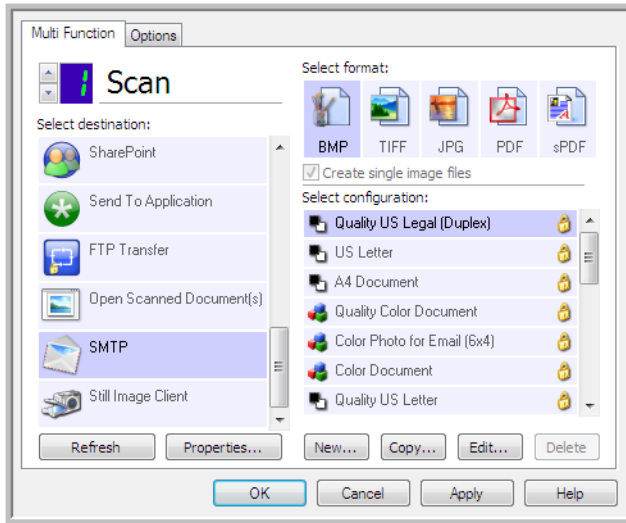 Multi Function
Options
1
Scan
Select destination:
SharePoint
Send To Application
FTP Transfer
Open Scanned Document(s)
SMTP
Still Image Client
Refresh
Properties...
Select format:
BMP
TIFF
JPG
PDF
sPDF
Create single image files
Select configuration:
Quality US Legal (Duplex)
US Letter
A4 Document
Quality Color Document
Color Photo for Email (6x4)
Color Document
Quality US Letter
New...
Copy...
Edit...
Delete
OK
Cancel
Apply
Help